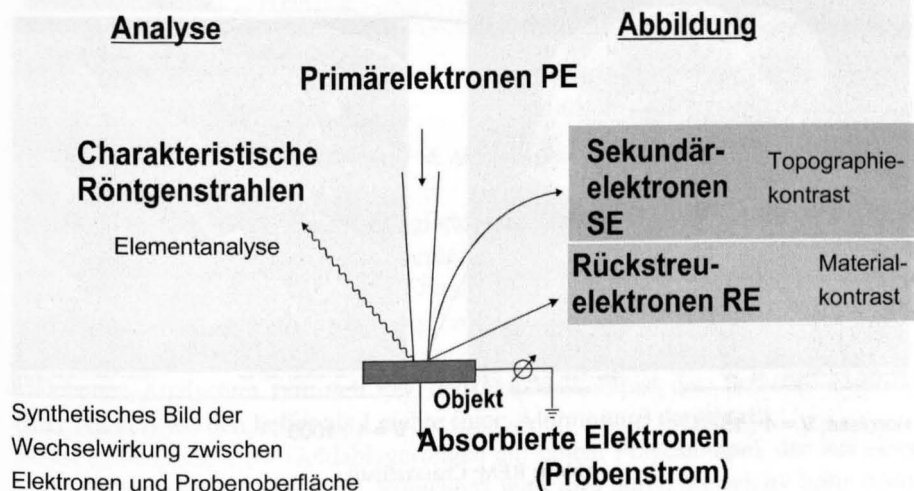 Analyse
Abbildung
Primärelektronen PE
Charakteristische
Röntgenstrahlen
Elementanalyse
Sekundär-
elektronen
SE
Topographie-
kontrast
Rückstreu-
elektronen RE
Material-
kontrast
Objekt
Absorbierte Elektronen
(Probenstrom)
Synthetisches Bild der
Wechselwirkung zwischen
Elektronen und Probenoberfläche